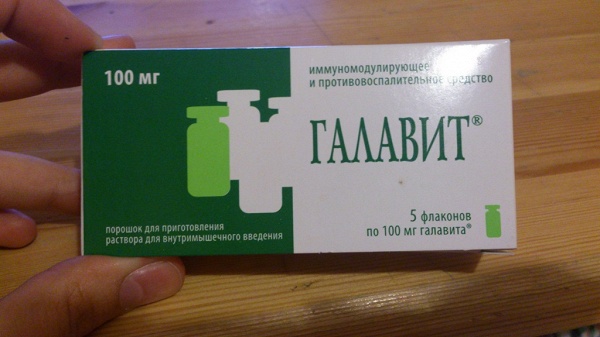 100 мг
иммуномодулирующее
и противовоспалительное средство
ГАЛАВИТ®
порошок для приготовления
раствора для внутримышечного введения
5 флаконов
по 100 мг галавита®